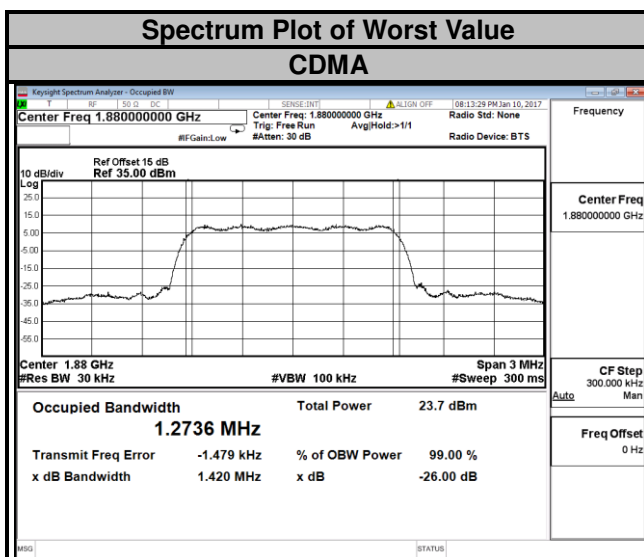 Spectrum Plot of Worst Value
CDMA
Keysight Spectrum Analyzer - Occupied BW
T RF 50 Ω DC SENSE:INT ALIGN OFF 08:13:29 PM Jan 10, 2017
Center Freq 1.880000000 GHz
Center Freq: 1.880000000 GHz
Radio Std: None
Trig: Free Run Avg|Hold:>1/1
#IFGain:Low
#Atten: 30 dB
Radio Device: BTS
Ref Offset 15 dB
10 dB/div Ref 35.00 dBm
Log
25.0
15.0
5.00
-5.00
-15.0
-25.0
-35.0
-45.0
-55.0
Center 1.88 GHz Span 3 MHz
#Res BW 30 kHz #VBW 100 kHz #Sweep 300 ms
Occupied Bandwidth Total Power 23.7 dBm
1.2736 MHz
Transmit Freq Error -1.479 kHz % of OBW Power 99.00 %
x dB Bandwidth 1.420 MHz x dB -26.00 dB
MSG STATUS
Frequency
Center Freq
1.880000000 GHz
CF Step
300.000 kHz
Auto Man
Freq Offset
0 Hz